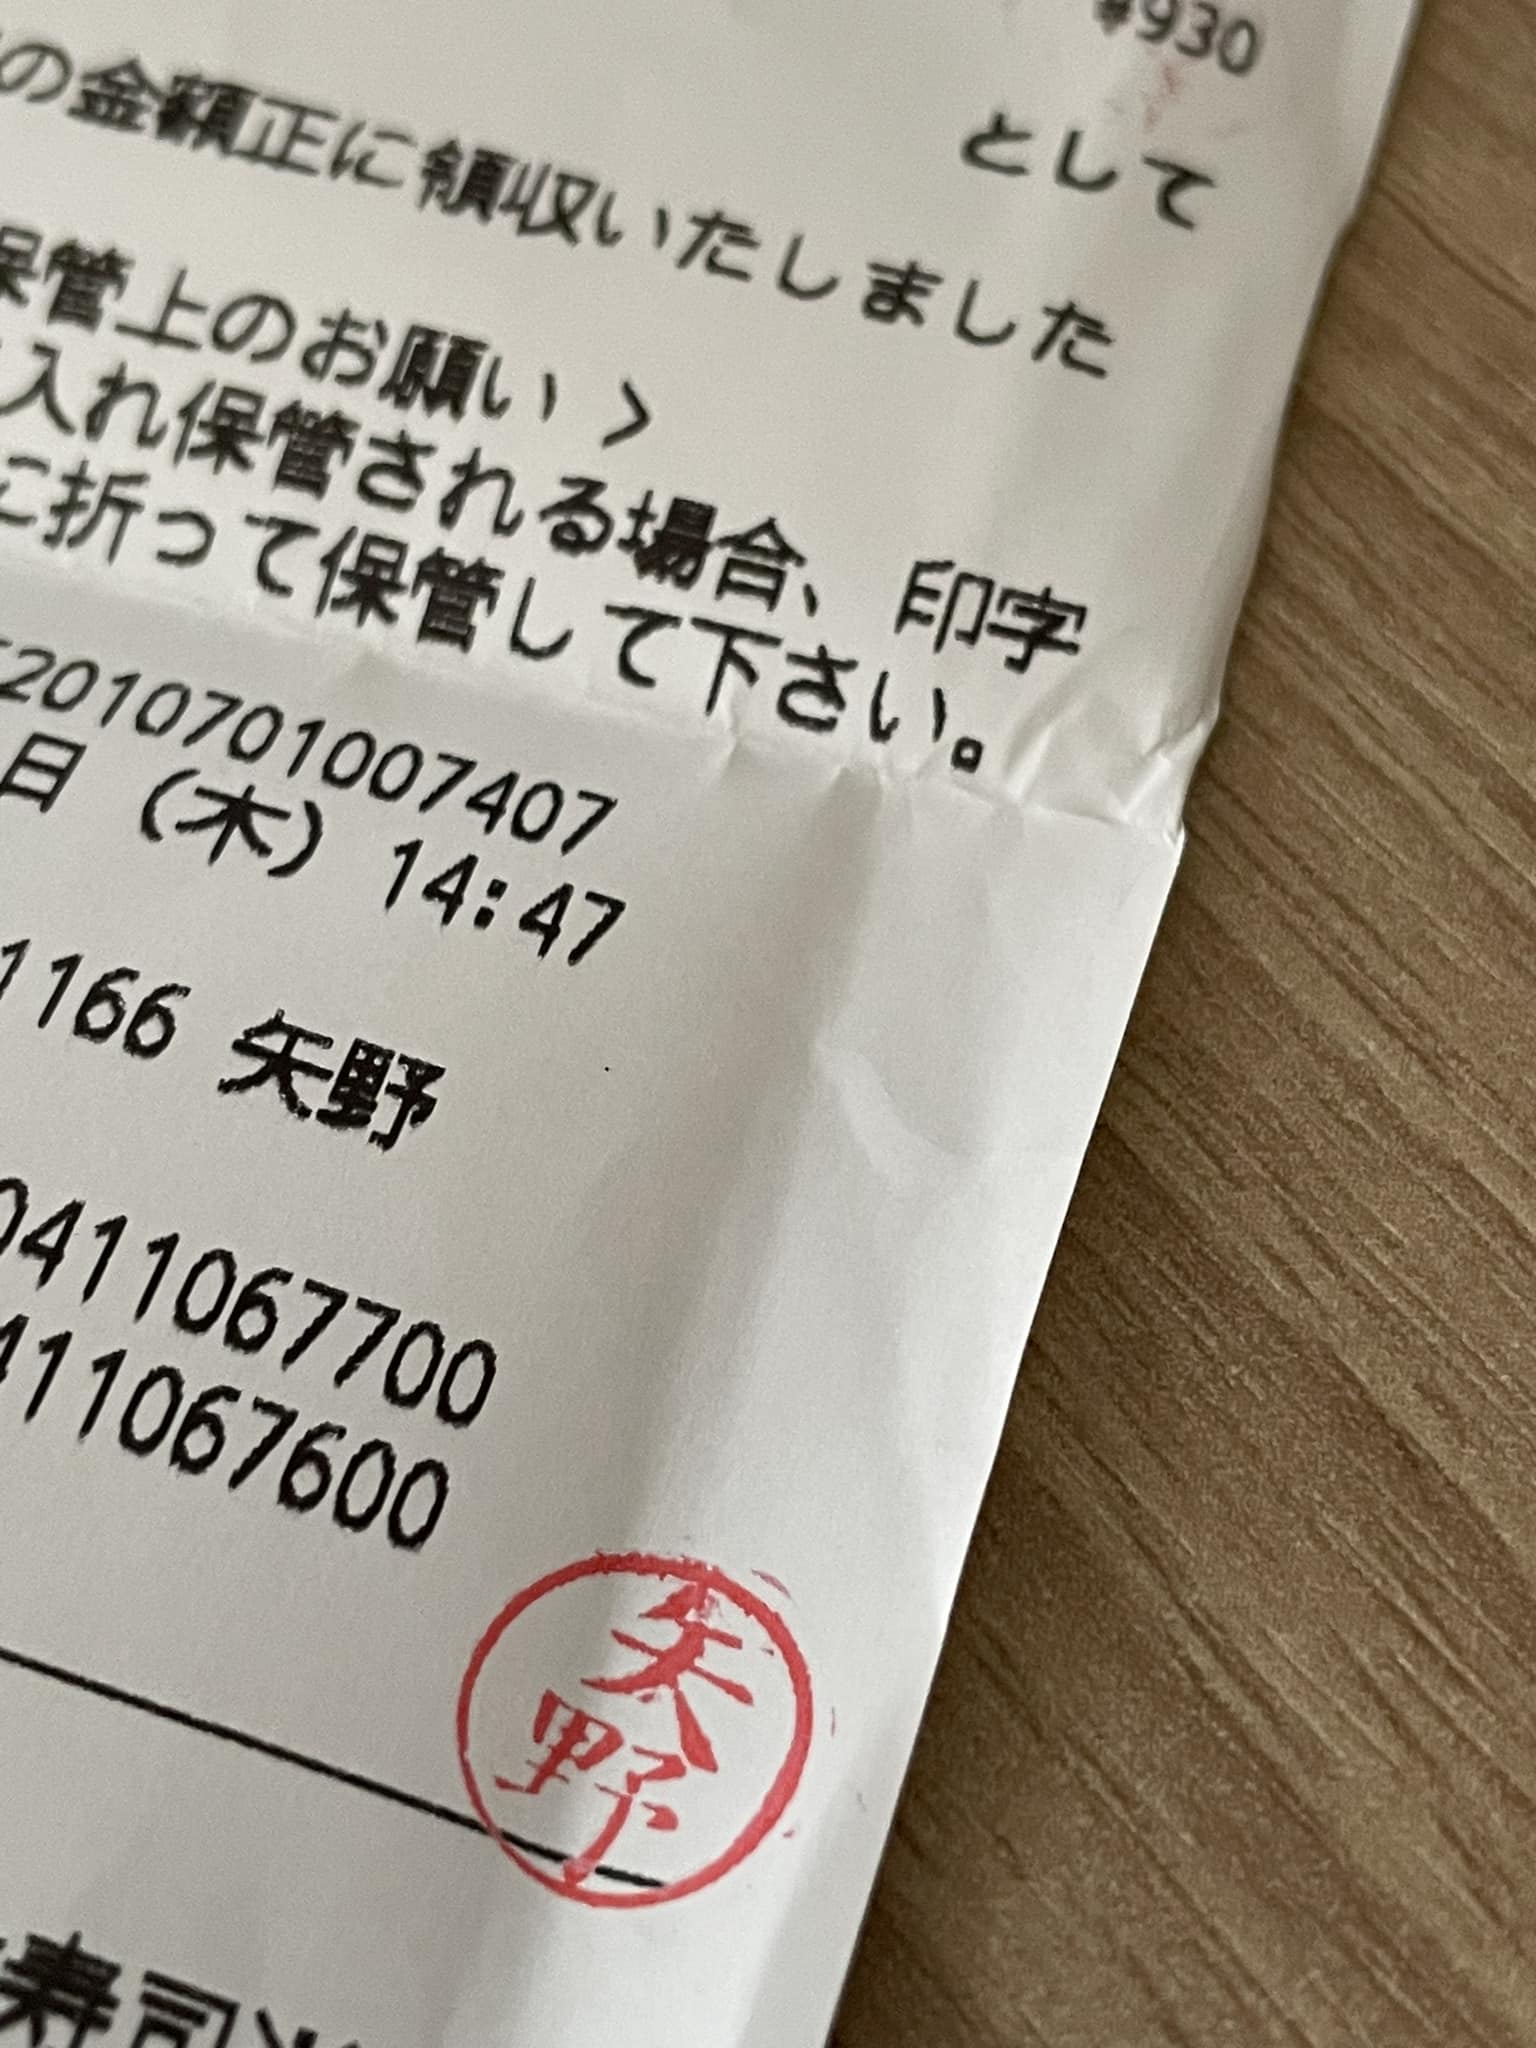 ¥930
として
の金額正に領収いたしました
保管上のお願い>
入れ保管される場合、印字
に折って保管して下さい。
2010701007407
日(木)14:47
1166 矢野
0411067700
411067600
矢野
寿司